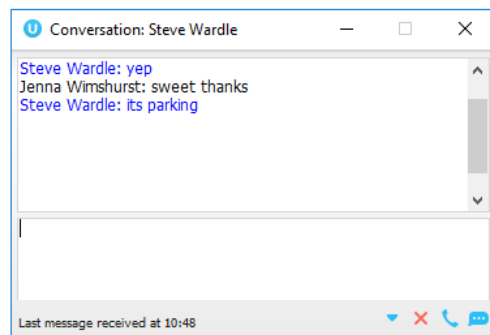 U Conversation: Steve Wardle
Steve Wardle: yep
Jenna Wimshurst: sweet thanks
Steve Wardle: its parking
Last message received at 10:48